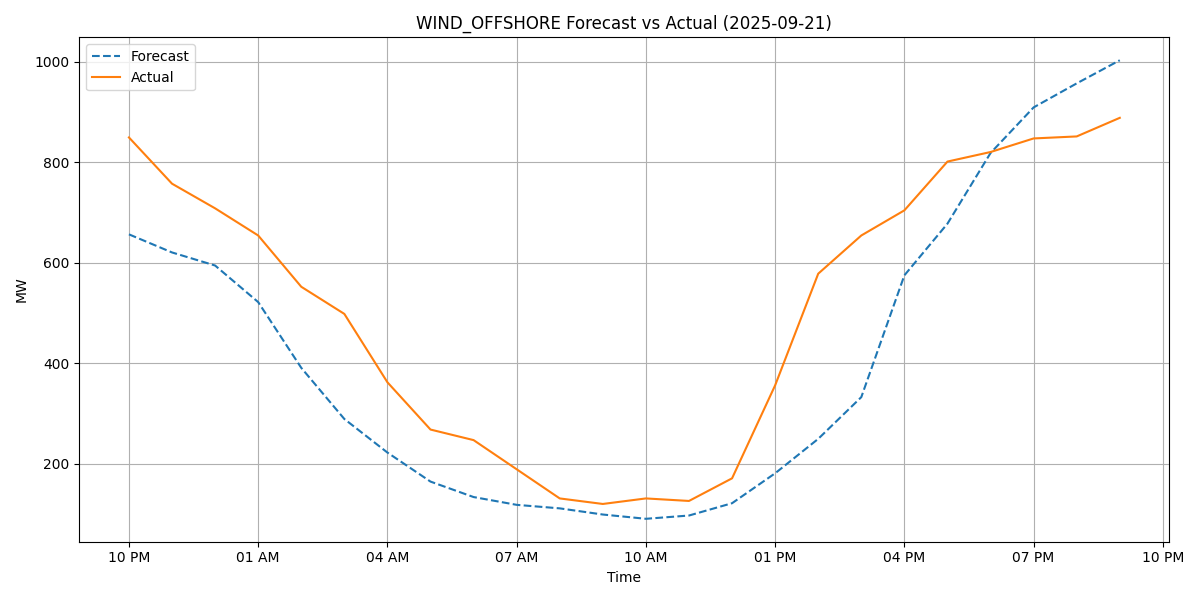 WIND_OFFSHORE Forecast vs Actual (2025-09-21)
Forecast
Actual
1000
800
600
400
200
MW
10 PM 01 AM 04 AM 07 AM 10 AM 01 PM 04 PM 07 PM 10 PM
Time